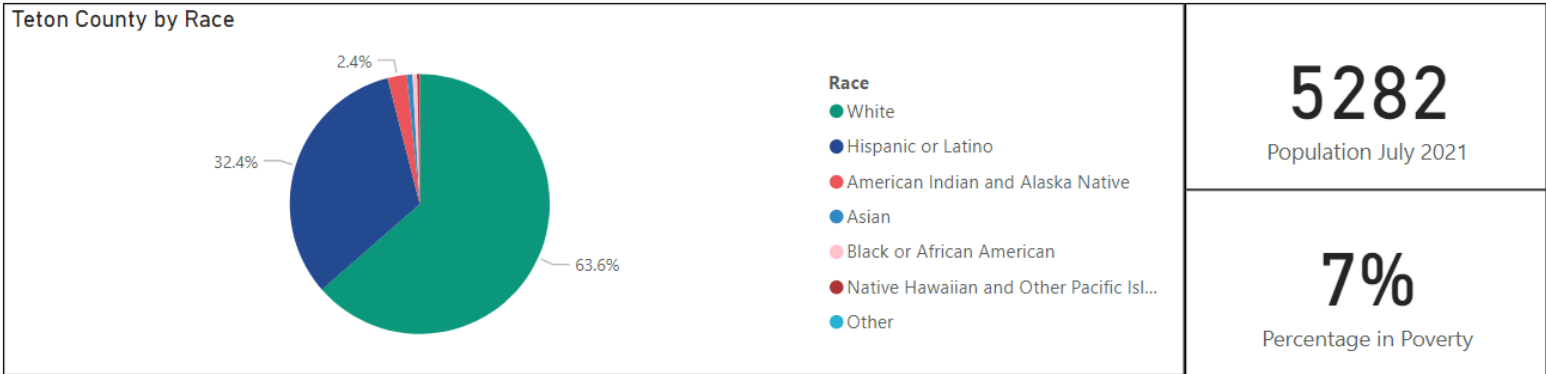 Teton County by Race
2.4%
32.4%
63.6%
Race
White
Hispanic or Latino
American Indian and Alaska Native
Asian
Black or African American
Native Hawaiian and Other Pacific Isl...
Other
5282
Population July 2021
7%
Percentage in Poverty